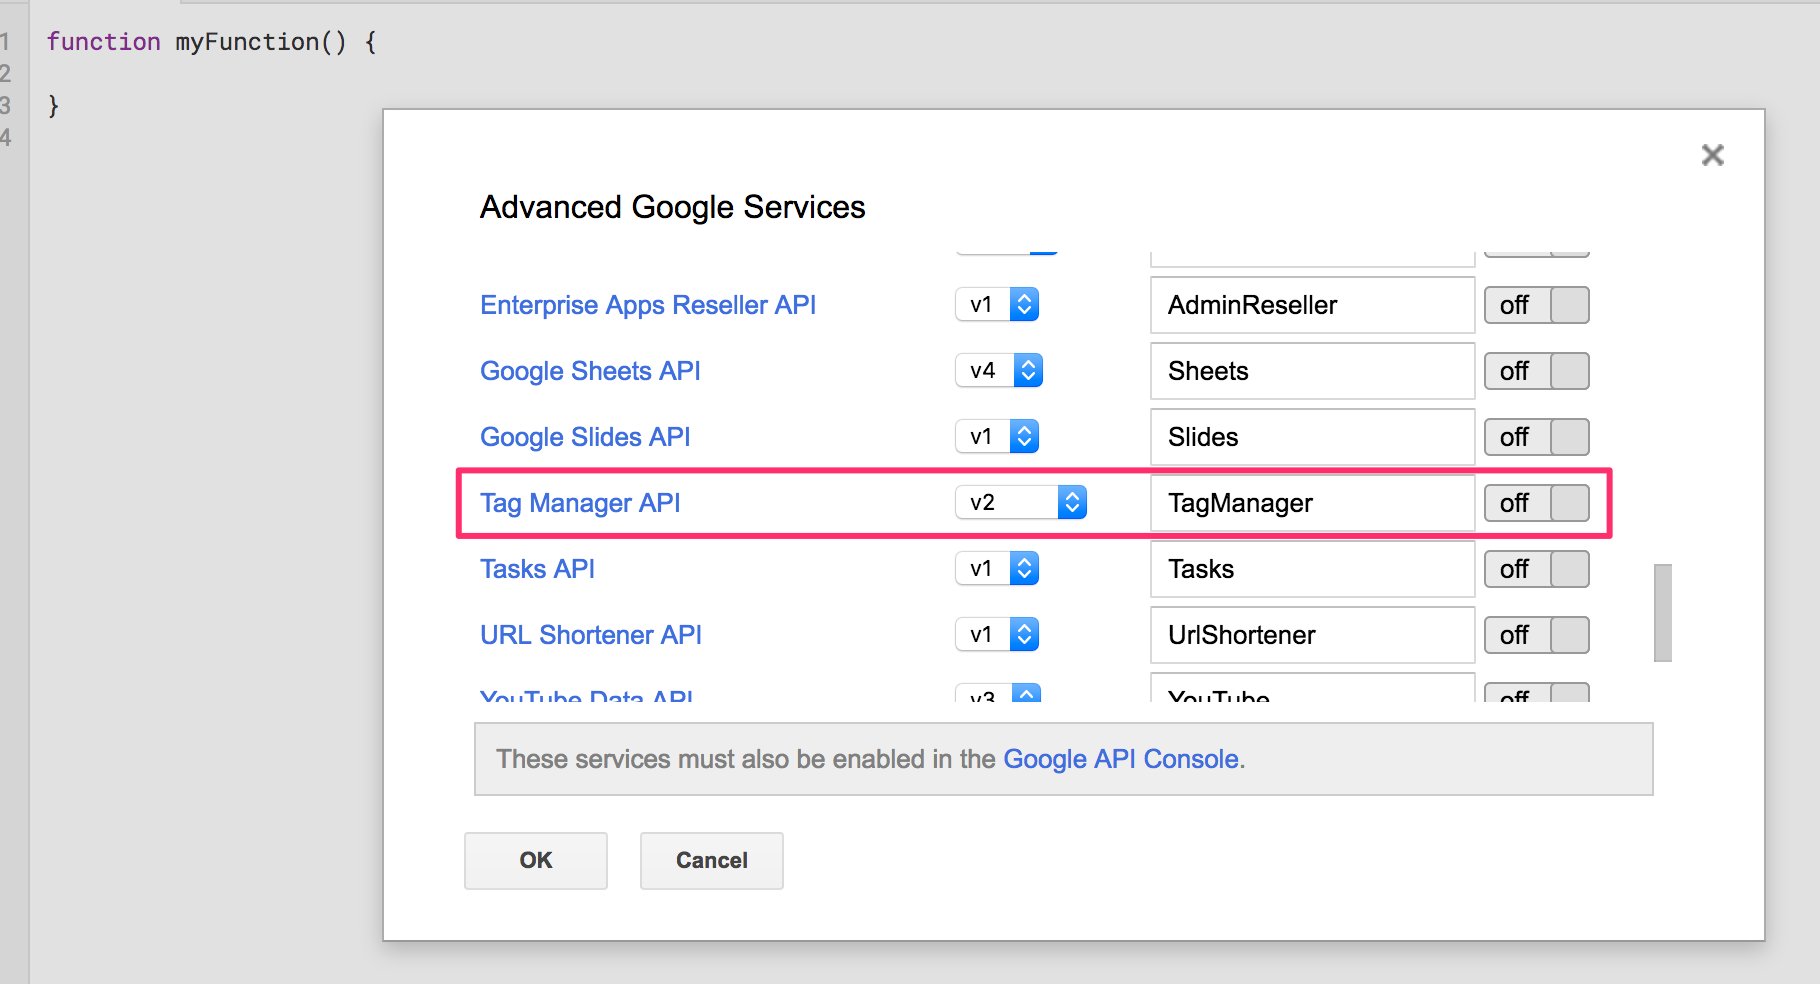 1 function myFunction() {
2
3 }
4
Advanced Google Services
Enterprise Apps Reseller API v1 AdminReseller off
Google Sheets API v4 Sheets off
Google Slides API v1 Slides off
Tag Manager API v2 TagManager off
Tasks API v1 Tasks off
URL Shortener API v1 UrlShortener off
YouTube Data API v3 YouTube off
These services must also be enabled in the Google API Console.
OK Cancel